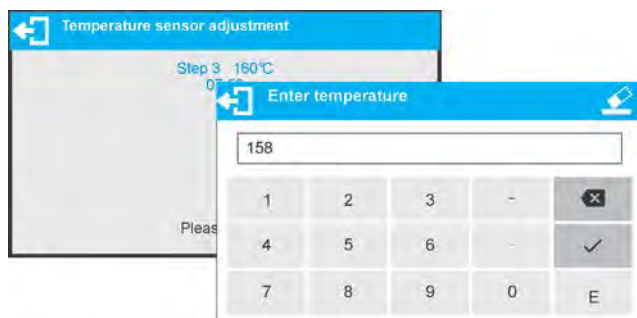 Temperature sensor adjustment
Step 3 160°C
Enter temperature
158
1 2 3 -
Pleas
4 5 6
7 8 9 0 E